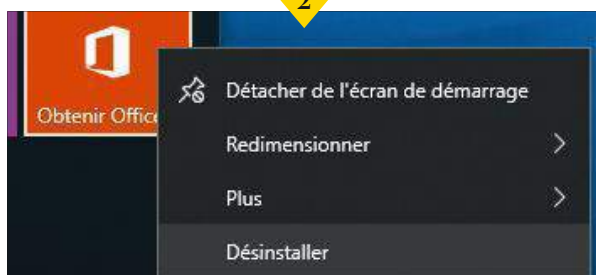 2
Obtenir Office
Détacher de l'écran de démarrage
Redimensionner
Plus
Désinstaller